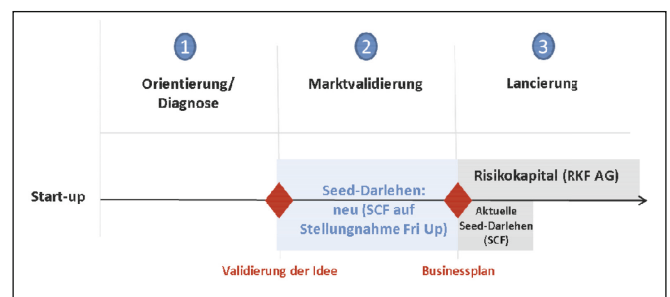 1
2
3
Orientierung/
Diagnose
Marktvalidierung
Lancierung
Start-up
Seed-Darlehen:
neu (SCF auf
Stellungnahme Fri Up)
Risikokapital (RKF AG)
Aktuelle
Seed-Darlehen
(SCF)
Validierung der Idee
Businessplan